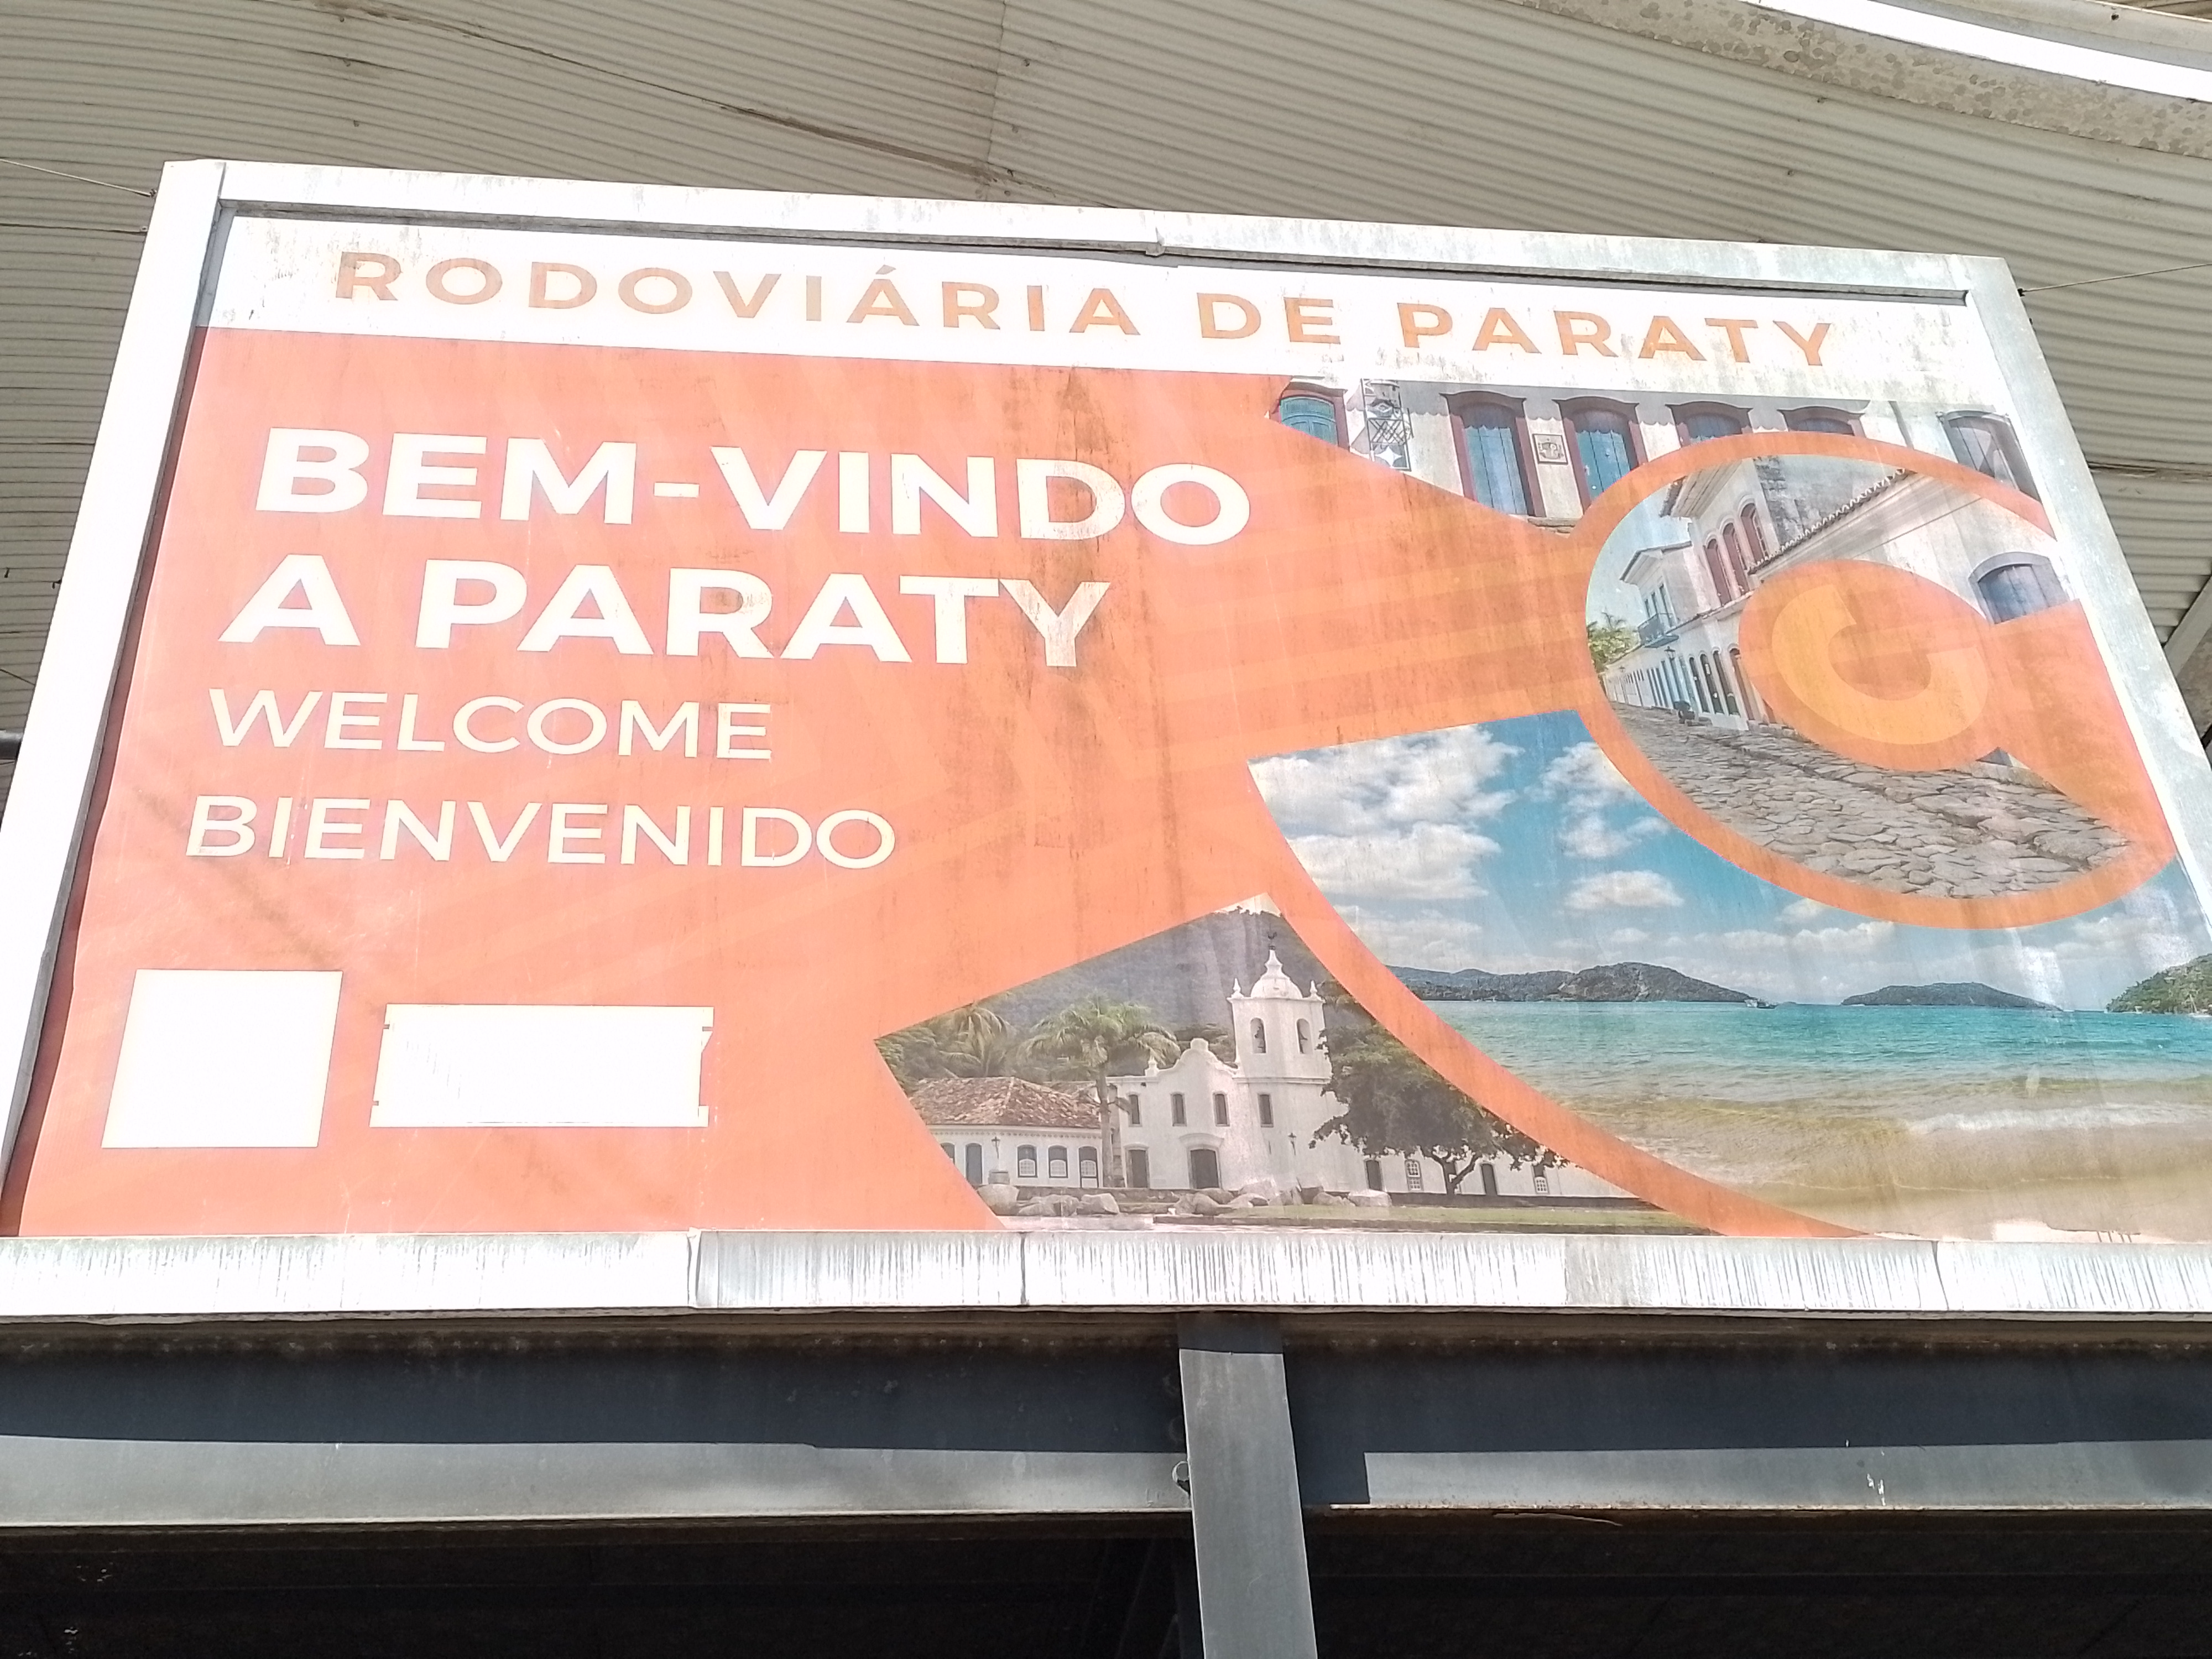 RODOVIÁRIA DE PARATY
BEM-VINDO
A PARATY
WELCOME
BIENVENIDO